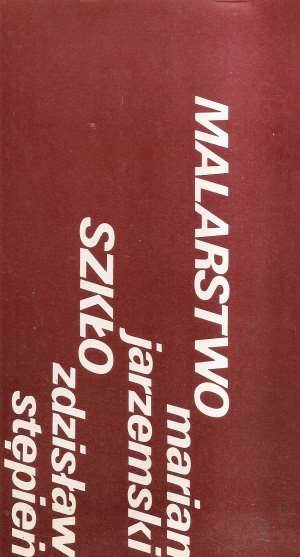 MALARSTWO
marian
jarzemski
SZKŁO
zdzisław
stępień